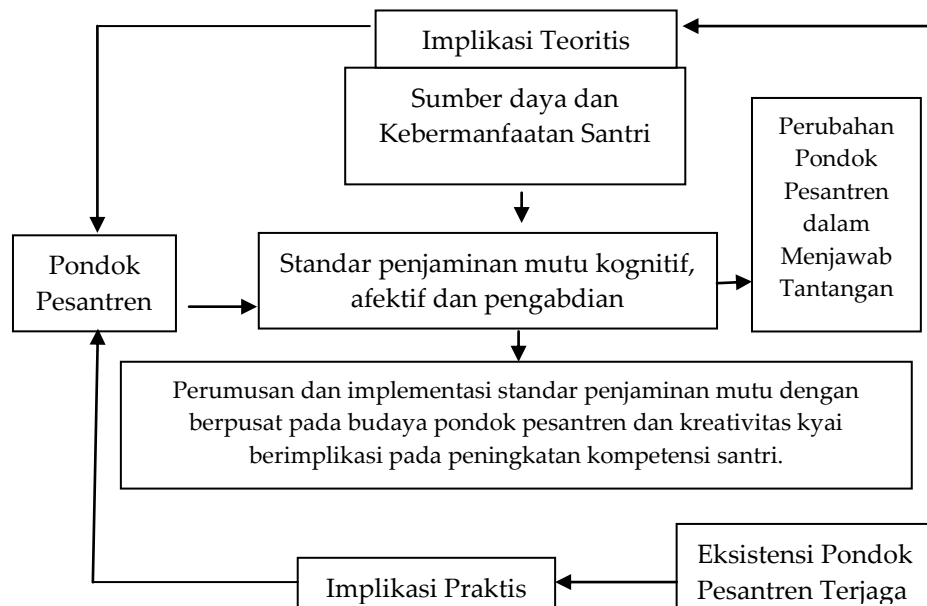 Implikasi Teoritis
Sumber daya dan
Kebermanfaatan Santri
Perubahan
Pondok
Pesantren
dalam
Menjawab
Tantangan
Pondok
Pesantren
Standar penjaminan mutu kognitif,
afektif dan pengabdian
Perumusan dan implementasi standar penjaminan mutu dengan
berpusat pada budaya pondok pesantren dan kreativitas kyai
berimplikasi pada peningkatan kompetensi santri.
Implikasi Praktis
Eksistensi Pondok
Pesantren Terjaga